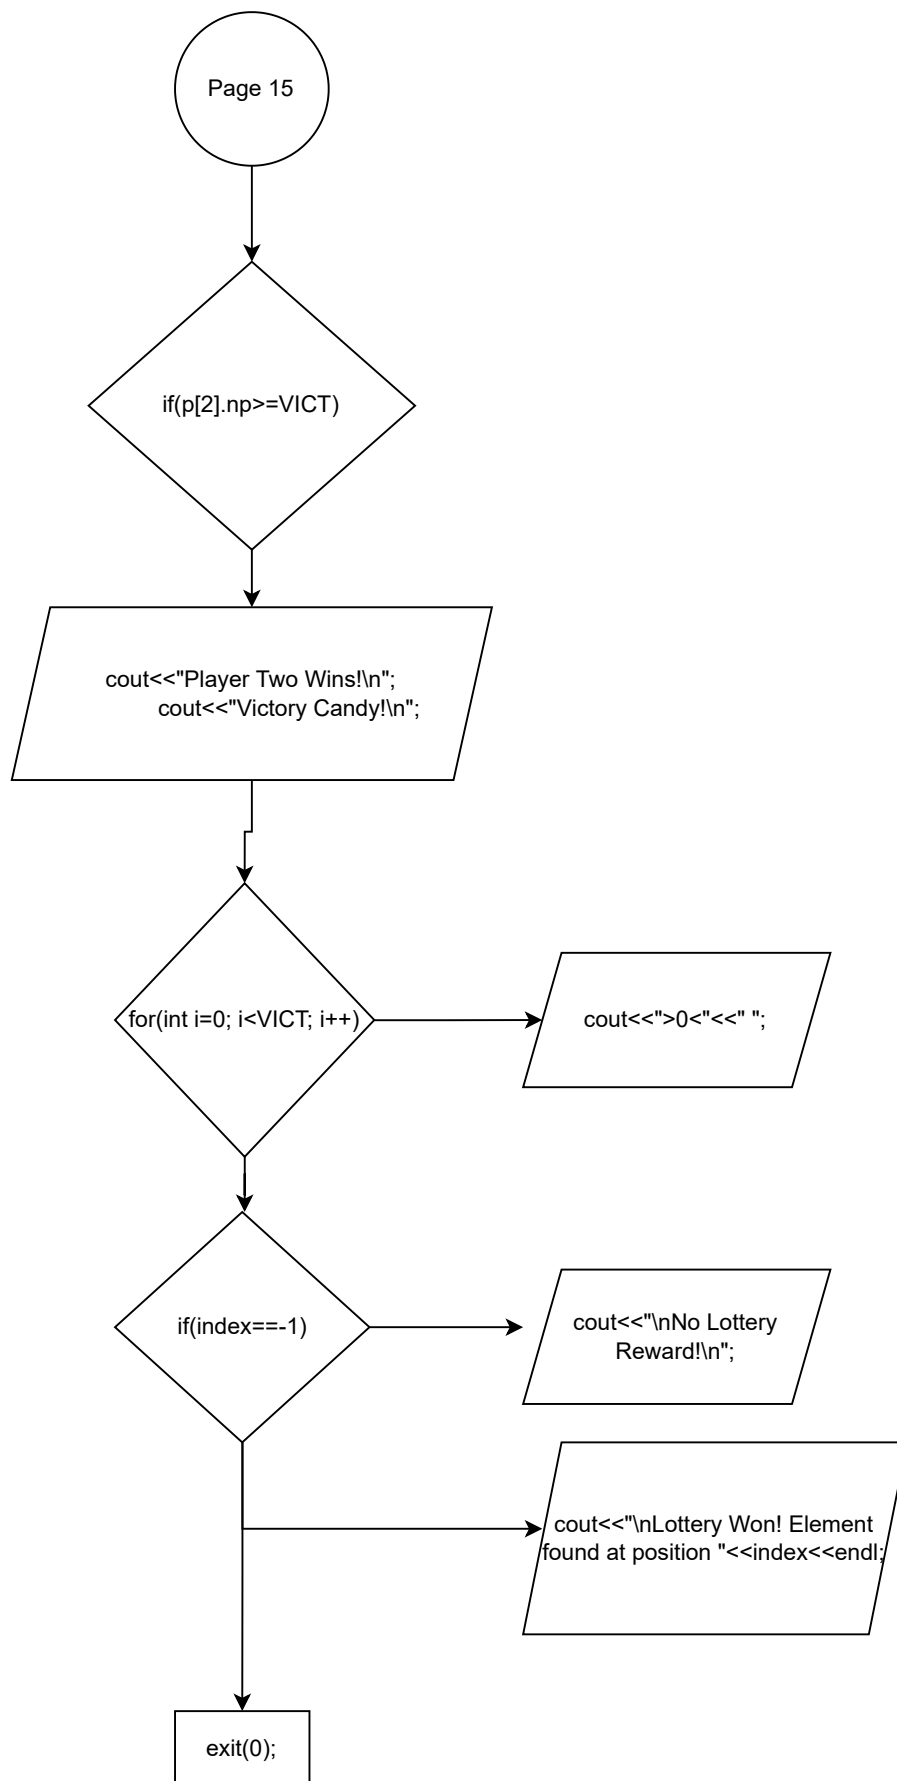 Page 15
if(p[2].np>=VICT)
cout<<"Player Two Wins!\n";
cout<<"Victory Candy!\n";
for(int i=0; i<VICT; i++)
cout<<">0<"<<" ";
if(index==-1)
cout<<"\nNo Lottery
Reward!\n";
cout<<"\nLottery Won! Element
found at position "<<index<<endl;
exit(0);